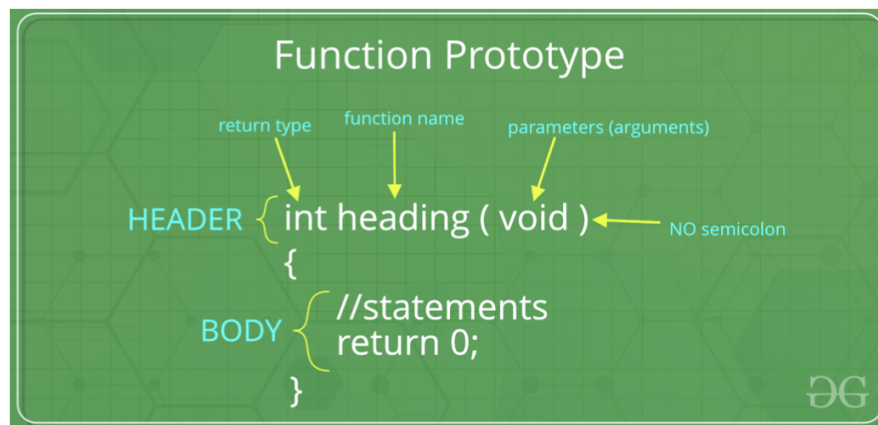 Function Prototype
return type function name parameters (arguments)
HEADER { int heading ( void ) NO semicolon
{
//statements
BODY { return 0;
}
GG